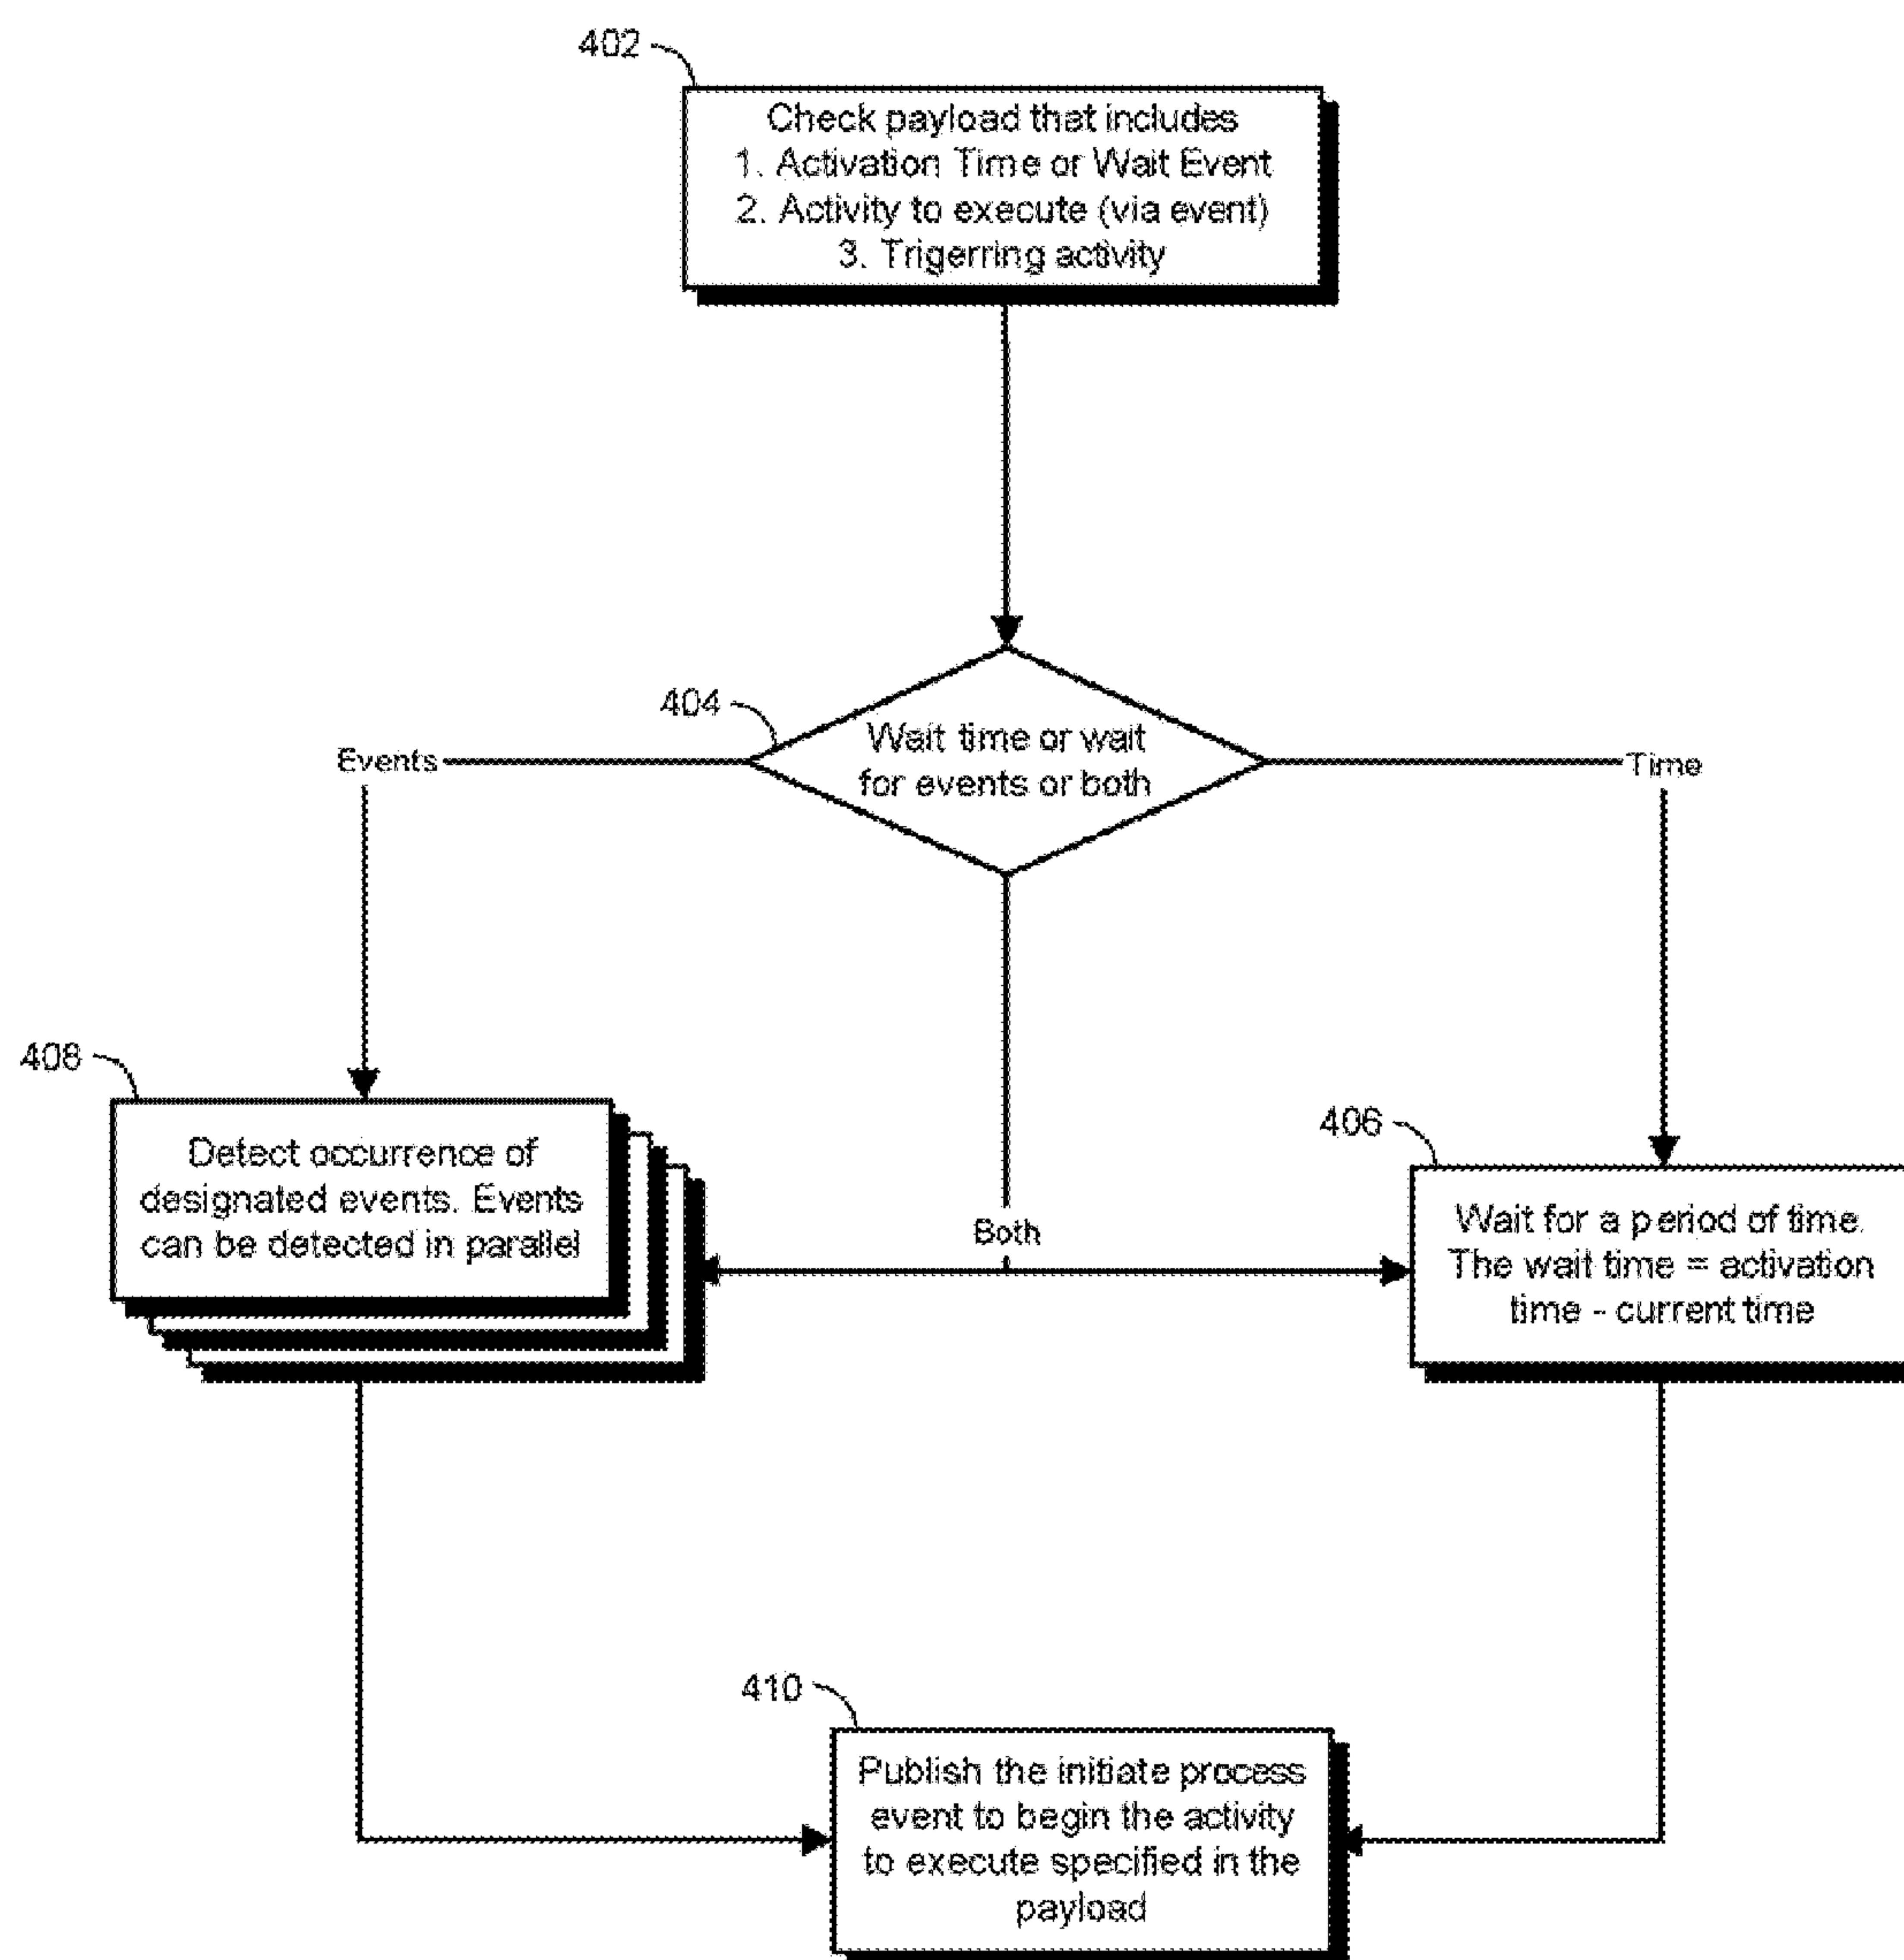 402
Check payload that includes
1. Activation Time or Wait Event
2. Activity to execute (via event)
3. Trigerring activity
404
Wait time or wait
for events or both
Events
Time
408
Detect occurrence of
designated events. Events
can be detected in parallel
Both
406
Wait for a period of time.
The wait time = activation
time - current time
410
Publish the initiate process
event to begin the activity
to execute specified in the
payload